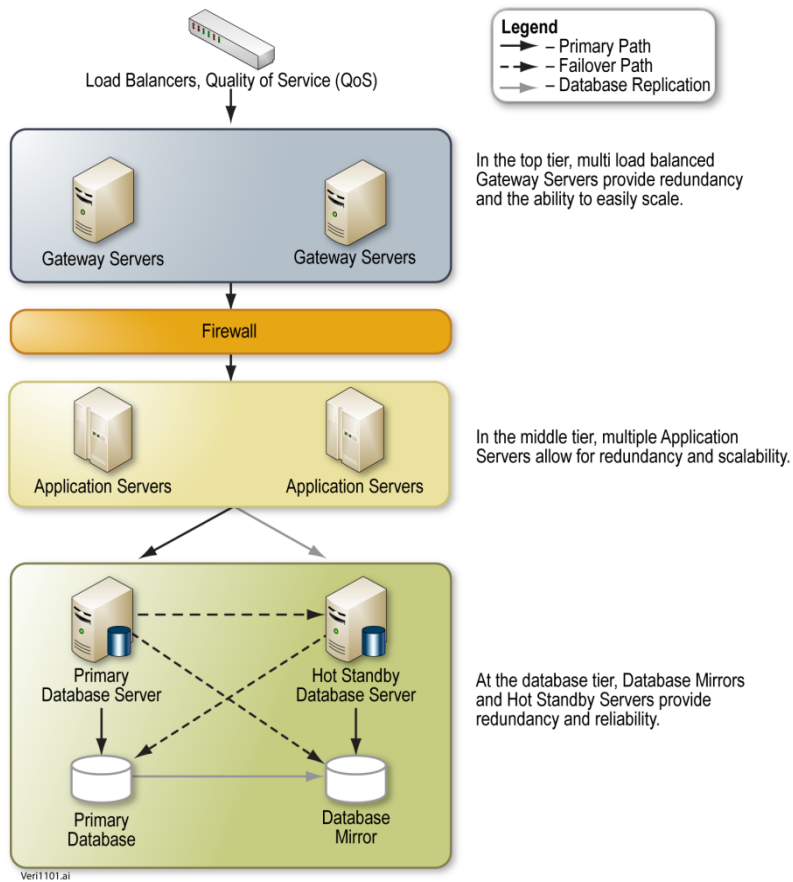 Legend
– Primary Path
– Failover Path
– Database Replication
Load Balancers, Quality of Service (QoS)
In the top tier, multi load balanced
Gateway Servers provide redundancy
and the ability to easily scale.
Gateway Servers
Gateway Servers
Firewall
In the middle tier, multiple Application
Servers allow for redundancy and scalability.
Application Servers
Application Servers
Primary
Database Server
Hot Standby
Database Server
At the database tier, Database Mirrors
and Hot Standby Servers provide
redundancy and reliability.
Primary
Database
Database
Mirror
Veri1101.ai